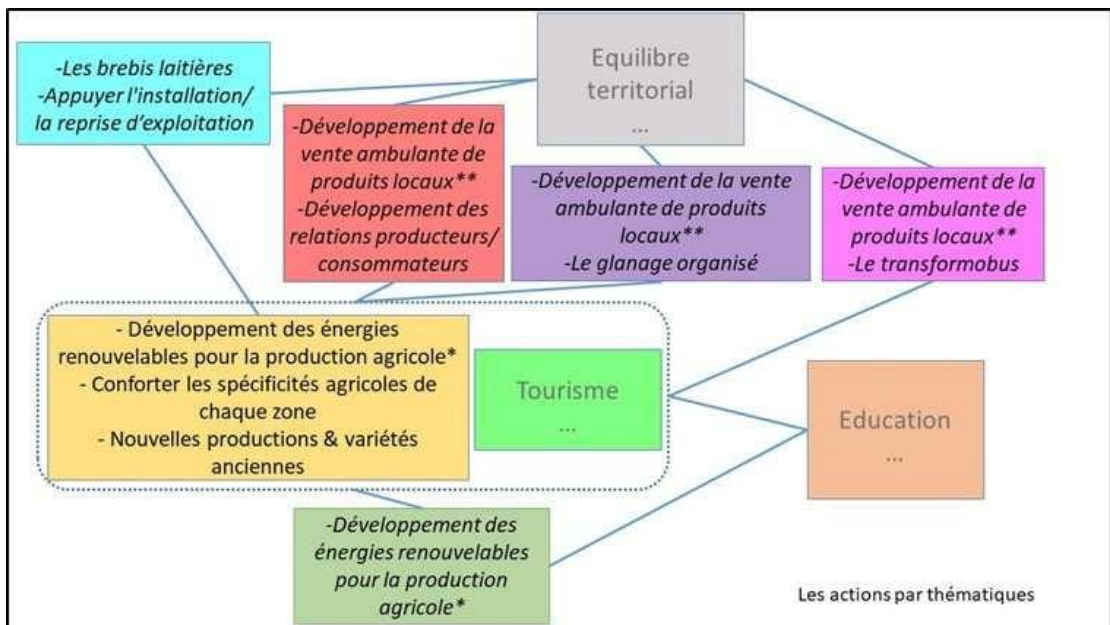 -Les brebis laitières
-Appuyer l'installation/
la reprise d’exploitation
Equilibre
territorial
...
-Développement de la
vente ambulante de
produits locaux**
-Développement des
relations producteurs/
consommateurs
-Développement de la vente
ambulante de produits
locaux**
-Le glanage organisé
-Développement de la
vente ambulante de
produits locaux**
-Le transformobus
- Développement des énergies
renouvelables pour la production agricole*
- Conforter les spécificités agricoles de
chaque zone
- Nouvelles productions & variétés
anciennes
Tourisme
...
Education
...
-Développement des
énergies renouvelables
pour la production
agricole*
Les actions par thématiques